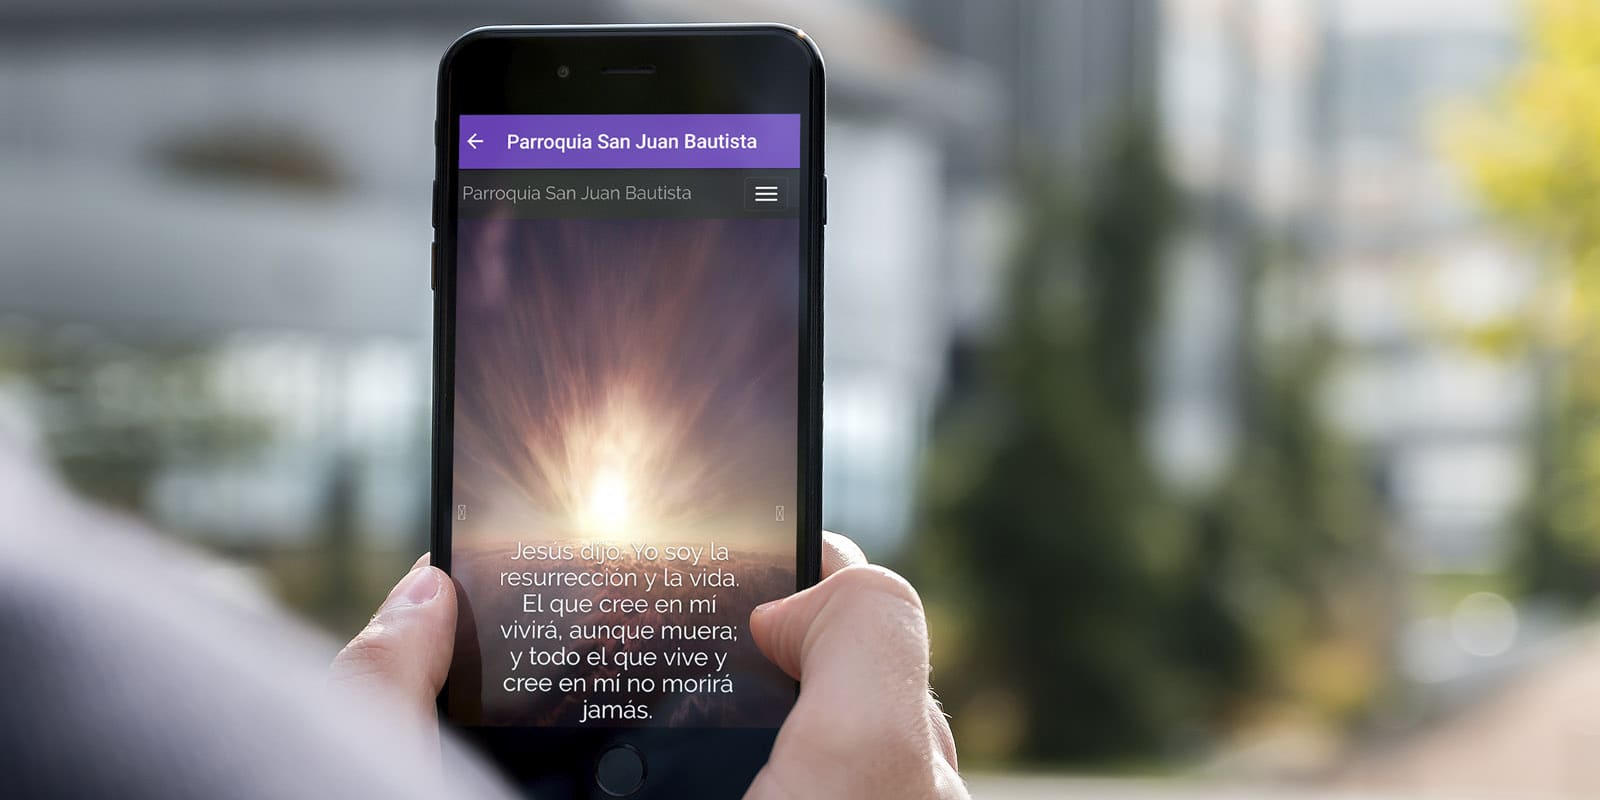 Parroquia San Juan Bautista
Parroquia San Juan Bautista
Jesús dijo: Yo soy la
resurrección y la vida.
El que cree en mí
vivirá, aunque muera;
y todo el que vive y
cree en mí no morirá
jamás.